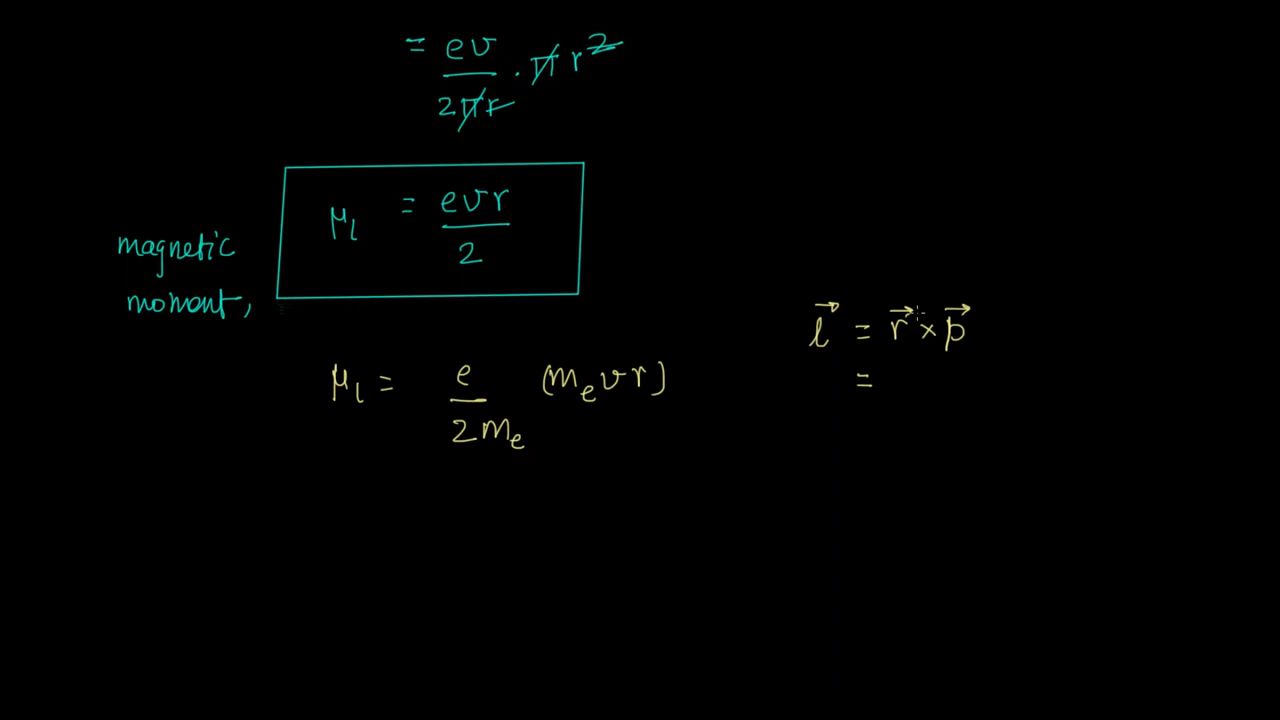 = ev/2πr · πr²
μₗ = evr/2
magnetic
moment,
l⃗ = r⃗ × p⃗
μₗ = e/2mₑ (mₑvr)
=